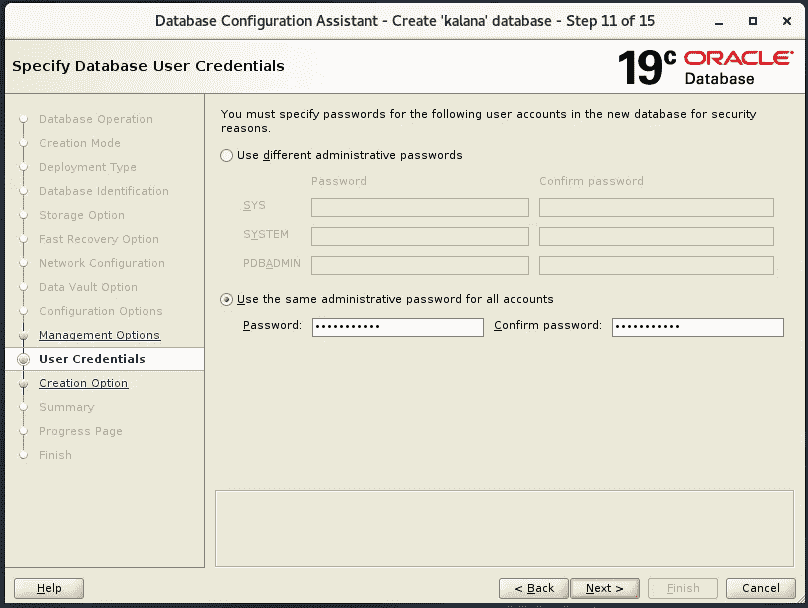 Database Configuration Assistant - Create 'kalana' database - Step 11 of 15
Specify Database User Credentials
19c ORACLE
Database
Database Operation
Creation Mode
Deployment Type
Database Identification
Storage Option
Fast Recovery Option
Network Configuration
Data Vault Option
Configuration Options
Management Options
User Credentials
Creation Option
Summary
Progress Page
Finish
You must specify passwords for the following user accounts in the new database for security
reasons.
Use different administrative passwords
Password Confirm password
SYS
SYSTEM
PDBADMIN
Use the same administrative password for all accounts
Password: ••••••••••• Confirm password: •••••••••••
Help < Back Next > Finish Cancel